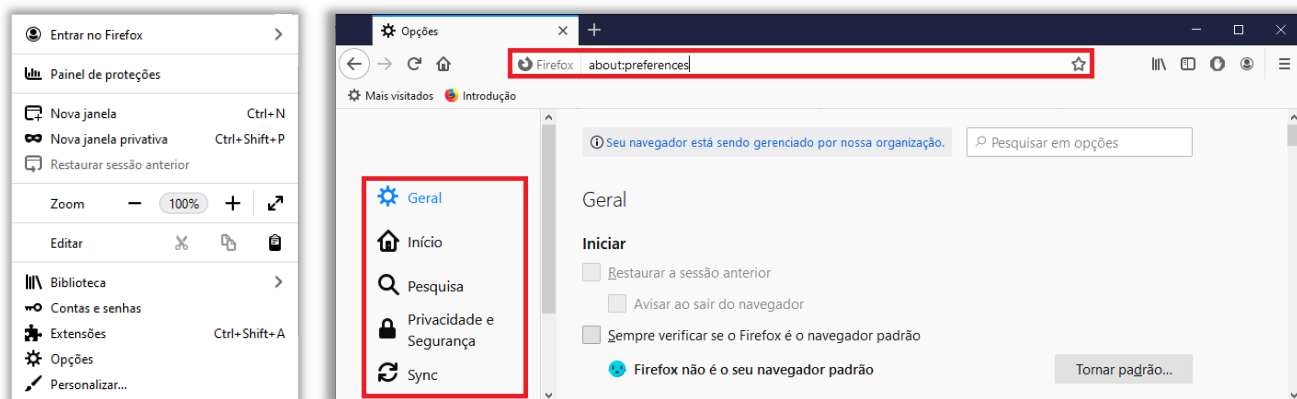 Entrar no Firefox
Painel de proteções
Nova janela Ctrl+N
Nova janela privativa Ctrl+Shift+P
Restaurar sessão anterior
Zoom 100%
Editar
Biblioteca
Contas e senhas
Extensões Ctrl+Shift+A
Opções
Personalizar...
Opções
Firefox about:preferences
Mais visitados Introdução
Seu navegador está sendo gerenciado por nossa organização.
Pesquisar em opções
Geral
Início
Pesquisa
Privacidade e
Segurança
Sync
Geral
Iniciar
Restaurar a sessão anterior
Avisar ao sair do navegador
Sempre verificar se o Firefox é o navegador padrão
Firefox não é o seu navegador padrão
Tornar padrão...